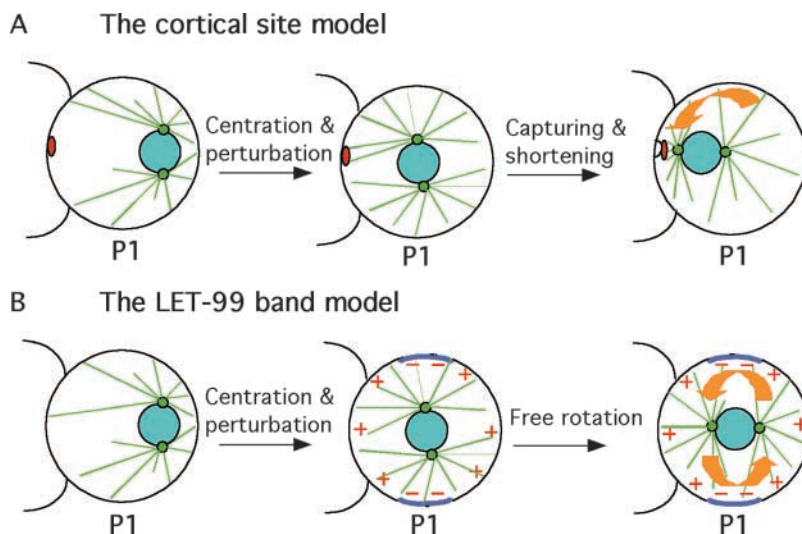 A The cortical site model
Centration &
perturbation
Capturing &
shortening
P1 P1 P1
B The LET-99 band model
Centration &
perturbation
Free rotation
+ - - +
+ +
+ - - +
+ - - +
+ +
+ - - +
P1 P1 P1